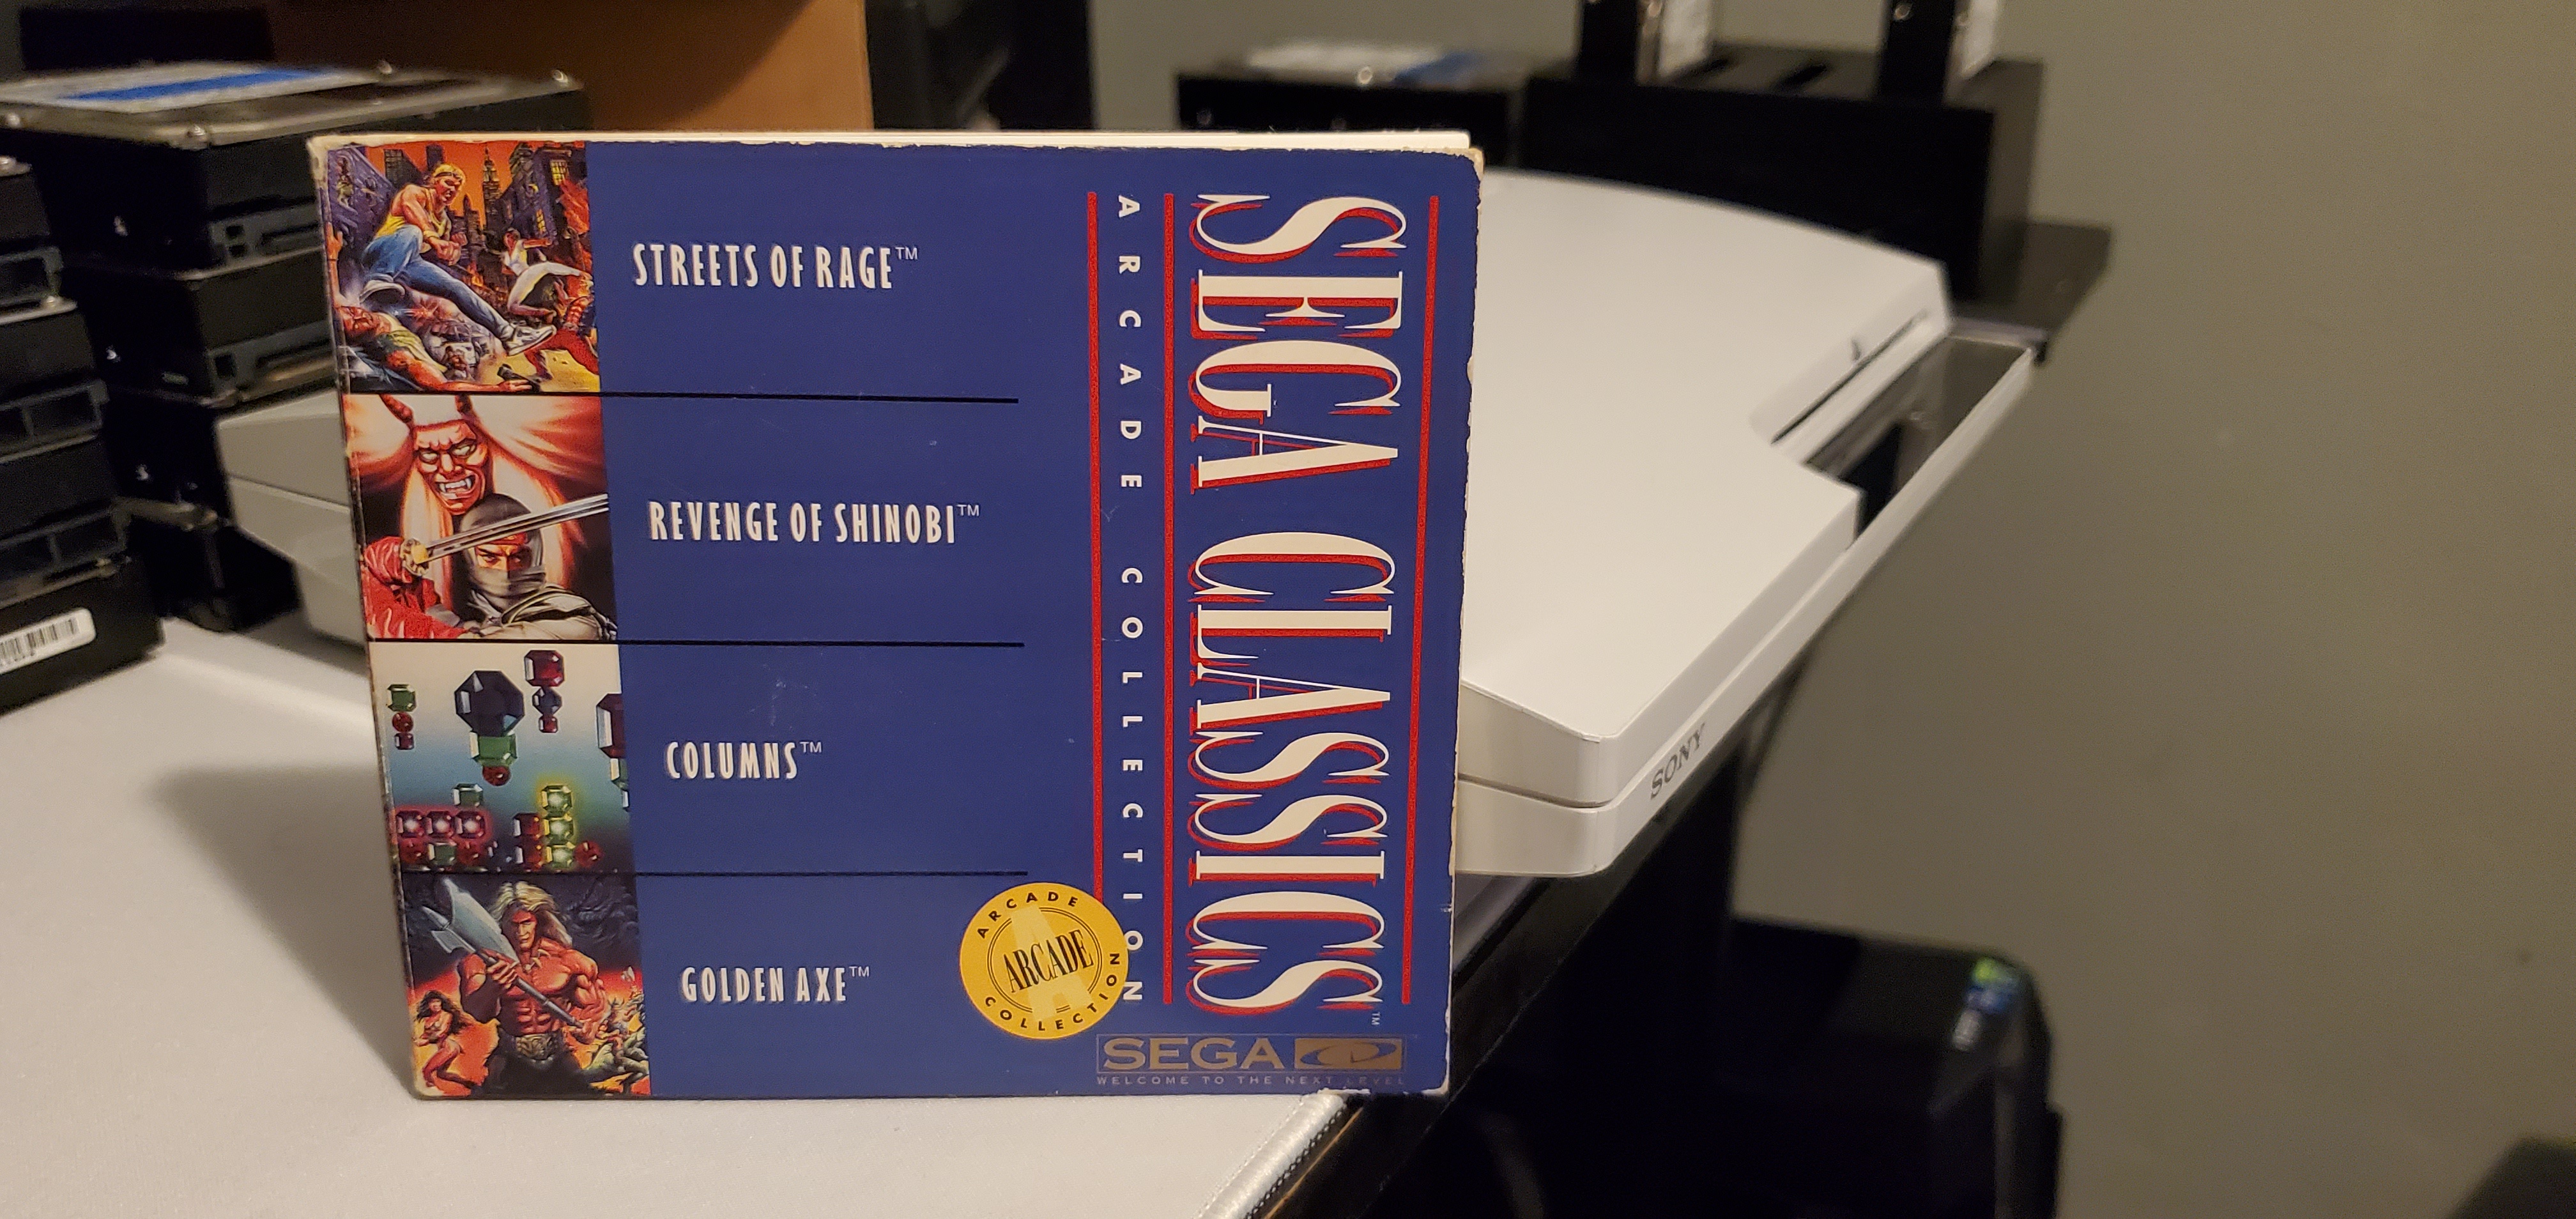 STREETS OF RAGE™
REVENGE OF SHINOBI™
COLUMNS™
GOLDEN AXE™
ARCADE COLLECTION
SEGA CLASSICS™
ARCADE
ARCADE
COLLECTION
SEGA CD
WELCOME TO THE NEXT LEVEL
SONY